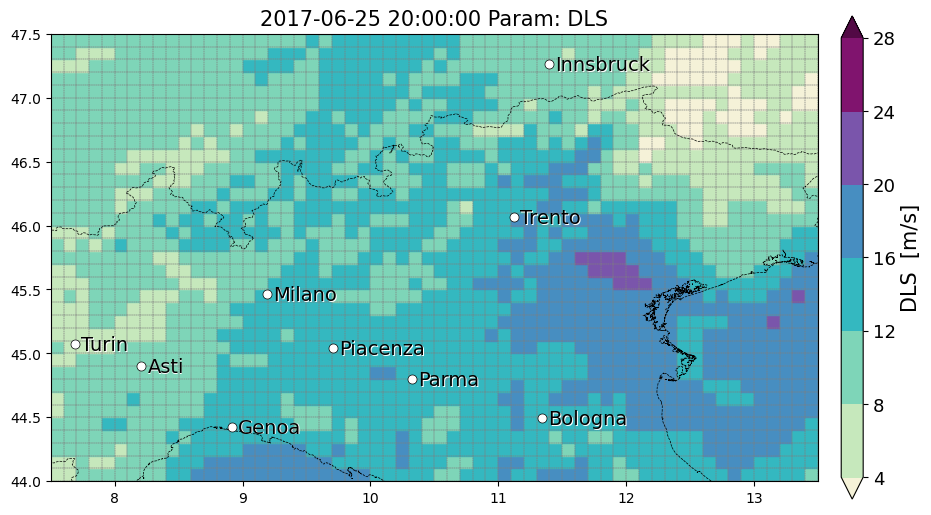 2017-06-25 20:00:00 Param: DLS
47.5
47.0
46.5
46.0
45.5
45.0
44.5
44.0
8
9
10
11
12
13
Innsbruck
Trento
Milano
Turin
Piacenza
Asti
Parma
Bologna
Genoa
28
24
20
16
12
8
4
DLS [m/s]